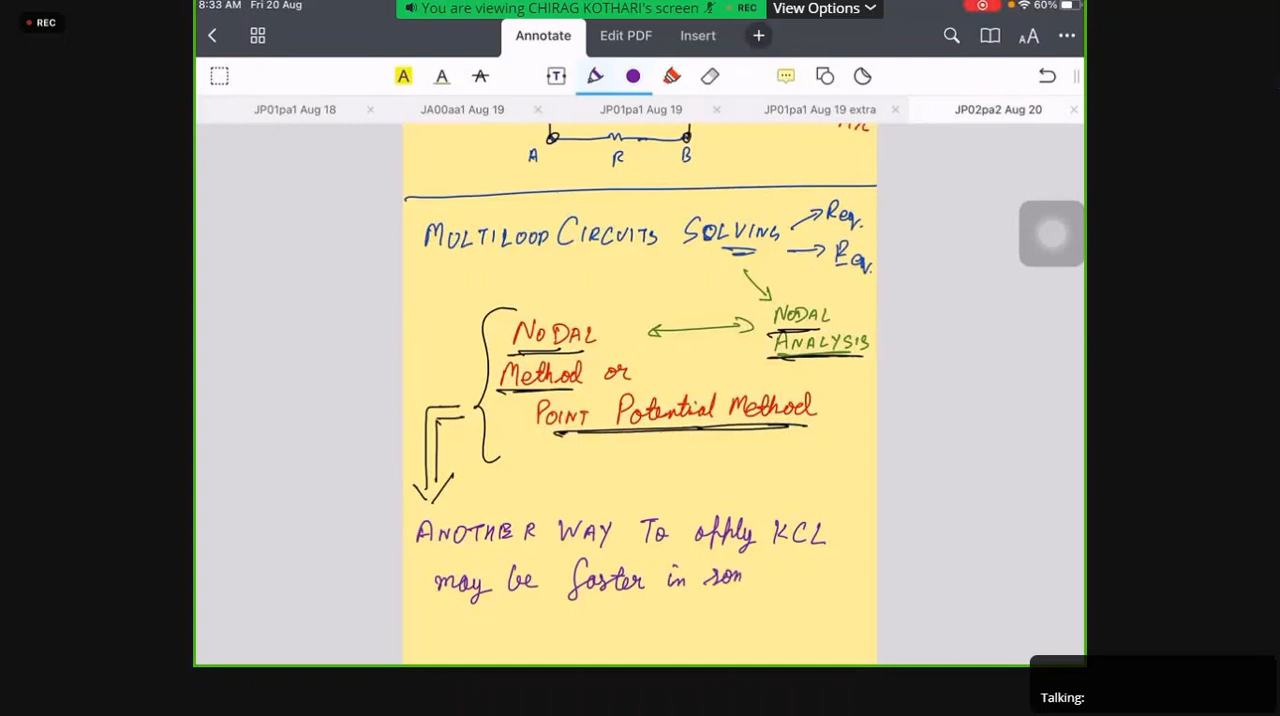 8:33 AM Fri 20 Aug
You are viewing CHIRAG KOTHARI's screen
REC
View Options
60%
REC
Annotate
Edit PDF
Insert
AA
A
A
A
T
JP01pa1 Aug 18
JA00aa1 Aug 19
JP01pa1 Aug 19
JP01pa1 Aug 19 extra
JP02pa2 Aug 20
A
R
B
MULTILOOP CIRCUITS SOLVING
Req.
Req.
NODAL
ANALYSIS
NODAL
Method or
POINT Potential Method
ANOTHER WAY To apply KCL
may be faster in som
Talking: